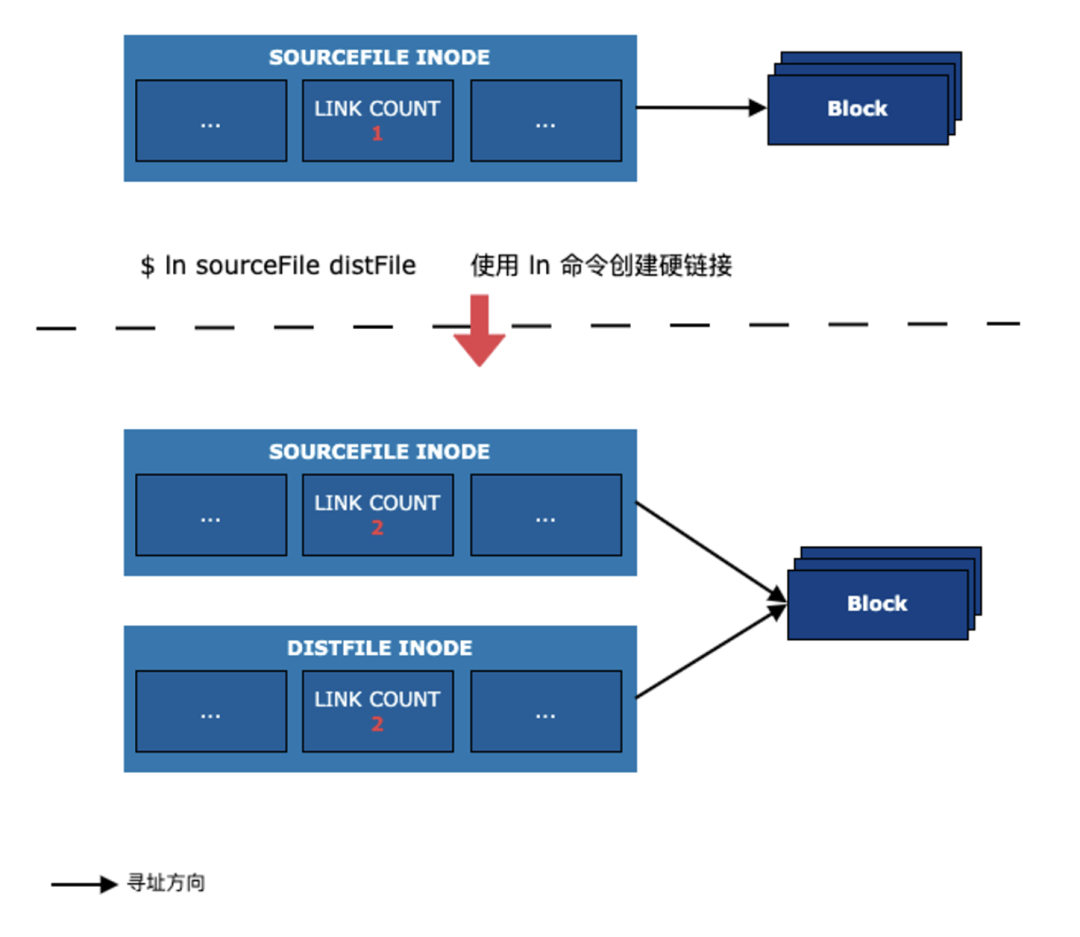 SOURCEFILE INODE
...
LINK COUNT
1
...
Block
$ ln sourceFile distFile
使用 ln 命令创建硬链接
SOURCEFILE INODE
...
LINK COUNT
2
...
Block
DISTFILE INODE
...
LINK COUNT
2
...
寻址方向